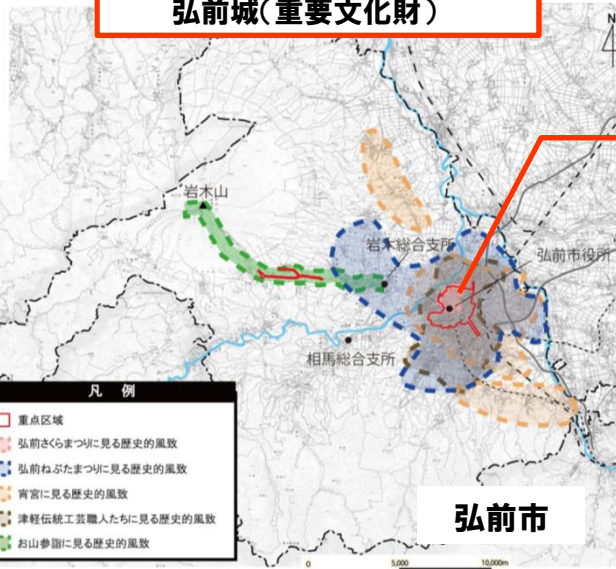 弘前城(重要文化財)
N
岩木山
岩木総合支所
弘前市役所
相馬総合支所
凡 例
重点区域
弘前さくらまつりに見る歴史的風致
弘前ねぷたまつりに見る歴史的風致
宵宮に見る歴史的風致
津軽伝統工芸職人たちに見る歴史的風致
お山参詣に見る歴史的風致
弘前市
0 5,000 10,000m